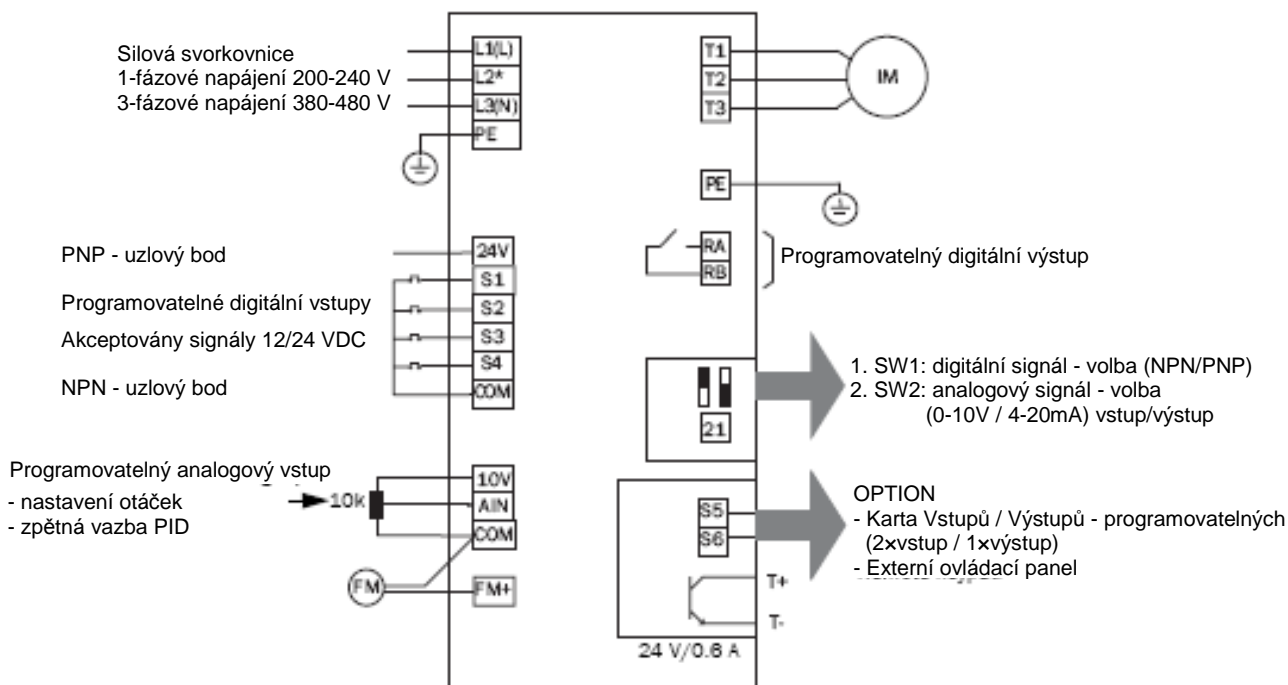 Silová svorkovnice
1-fázové napájení 200-240 V
3-fázové napájení 380-480 V
L1(L)
L2*
L3(N)
PE
T1
T2
T3
IM
PE
PNP - uzlový bod
Programovatelné digitální vstupy
Akceptovány signály 12/24 VDC
NPN - uzlový bod
24V
S1
S2
S3
S4
COM
RA
RB
Programovatelný digitální výstup
21
1. SW1: digitální signál - volba (NPN/PNP)
2. SW2: analogový signál - volba
(0-10V / 4-20mA) vstup/výstup
Programovatelný analogový vstup
- nastavení otáček
- zpětná vazba PID
10k
10V
AIN
COM
FM
FM+
S5
S6
OPTION
- Karta Vstupů / Výstupů - programovatelných
(2×vstup / 1×výstup)
- Externí ovládací panel
T+
T-
24 V/0.6 A